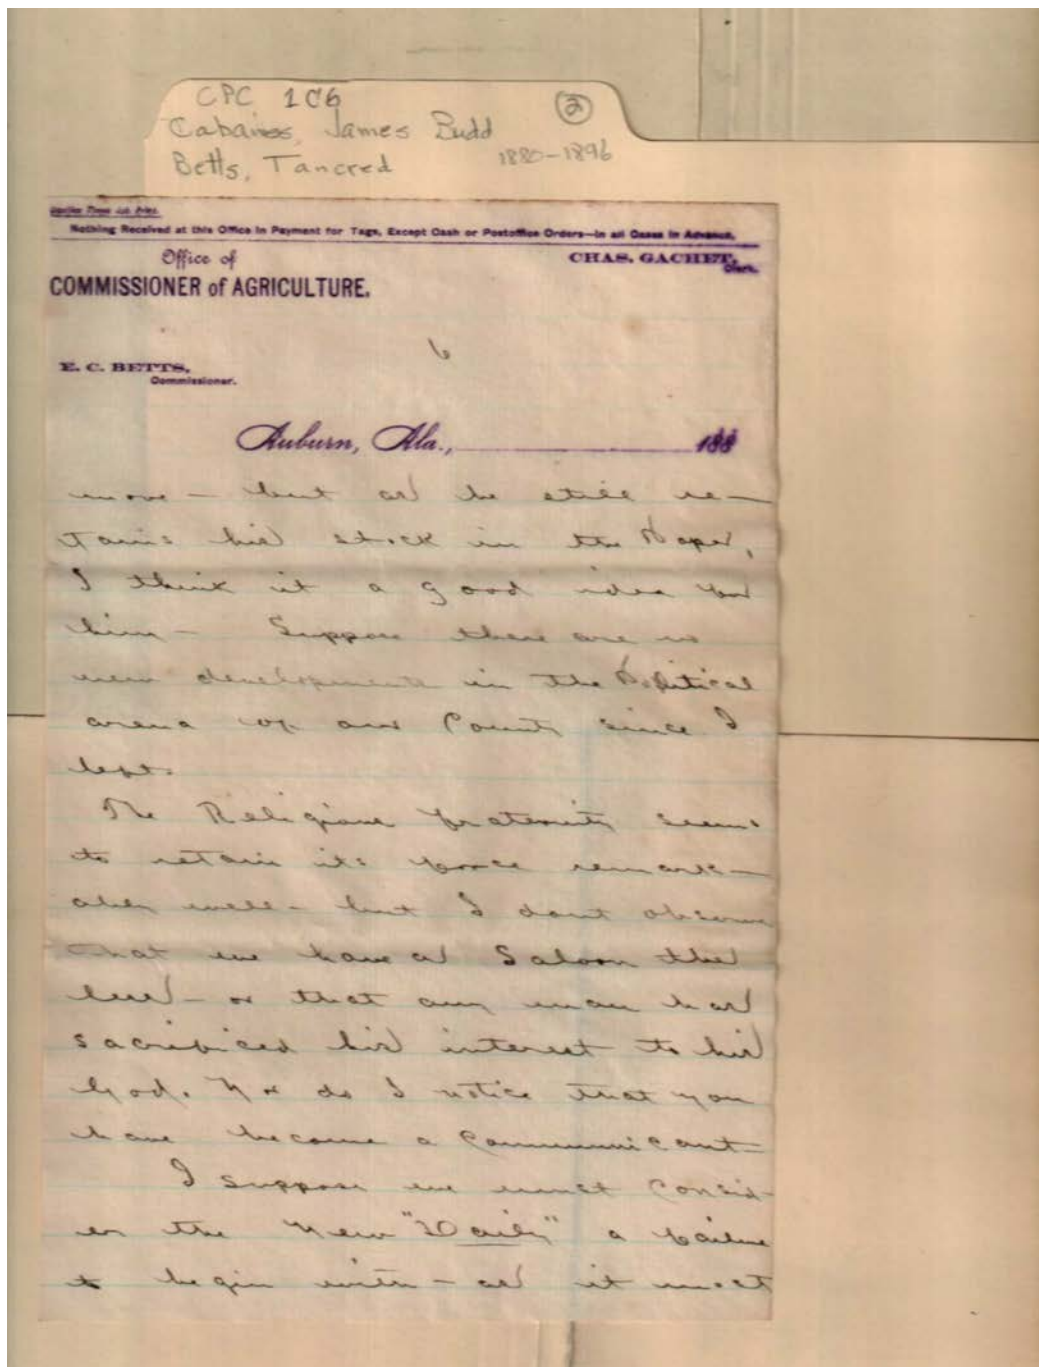 CPC 106
②
Cabaniss, James Budd
1880-1896
Betts, Tancred
Nothing Received at this Office in Payment for Tags, Except Cash or Postoffice Orders—in all Cases in Advance.
Office of
CHAS. GACHET,
Clerk.
COMMISSIONER of AGRICULTURE.
6
E. C. BETTS,
Commissioner.
Auburn, Ala., 188
move - but as he still re-
tains his stock in the Paper,
I think it a good idea for
him - Suppose there are no
new developments in the Political
arena of our County since I
left.
The Religious fraternity seems
to retain its force remark-
ably well - but I dont observe
that we have a Saloon the
less - or that any man has
sacrificed his interest to his
God. Nor do I notice that you
have become a Communicant -
I suppose we must Consid-
er the New "Daily" a failure
to begin with - as it must